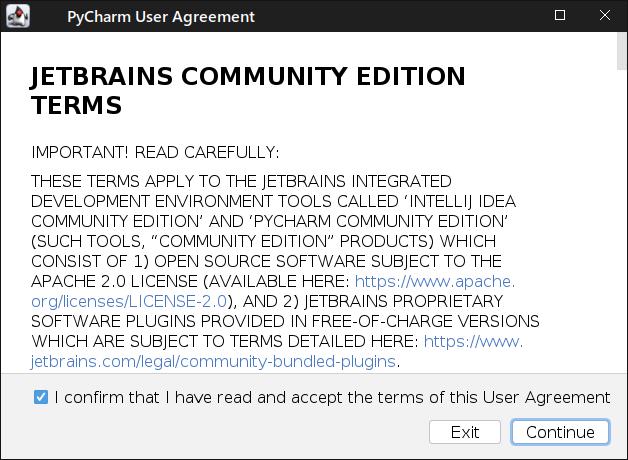 PyCharm User Agreement
JETBRAINS COMMUNITY EDITION
TERMS
IMPORTANT! READ CAREFULLY:
THESE TERMS APPLY TO THE JETBRAINS INTEGRATED
DEVELOPMENT ENVIRONMENT TOOLS CALLED ‘INTELLIJ IDEA
COMMUNITY EDITION’ AND ‘PYCHARM COMMUNITY EDITION’
(SUCH TOOLS, “COMMUNITY EDITION” PRODUCTS) WHICH
CONSIST OF 1) OPEN SOURCE SOFTWARE SUBJECT TO THE
APACHE 2.0 LICENSE (AVAILABLE HERE: https://www.apache.
org/licenses/LICENSE-2.0), AND 2) JETBRAINS PROPRIETARY
SOFTWARE PLUGINS PROVIDED IN FREE-OF-CHARGE VERSIONS
WHICH ARE SUBJECT TO TERMS DETAILED HERE: https://www.
jetbrains.com/legal/community-bundled-plugins.
I confirm that I have read and accept the terms of this User Agreement
Exit Continue